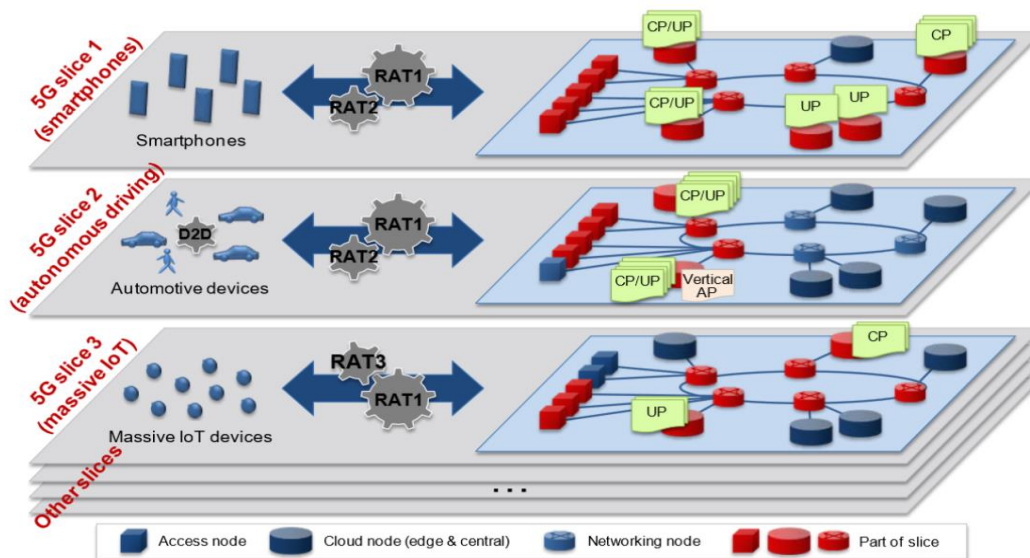 5G slice 1
(smartphones)
Smartphones
RAT1
RAT2
CP/UP
CP/UP
UP
UP
CP
5G slice 2
(autonomous driving)
D2D
Automotive devices
RAT1
RAT2
CP/UP
CP/UP
Vertical
AP
5G slice 3
(massive IoT)
Massive IoT devices
RAT3
RAT1
UP
CP
Other slices
...
Access node
Cloud node (edge & central)
Networking node
Part of slice